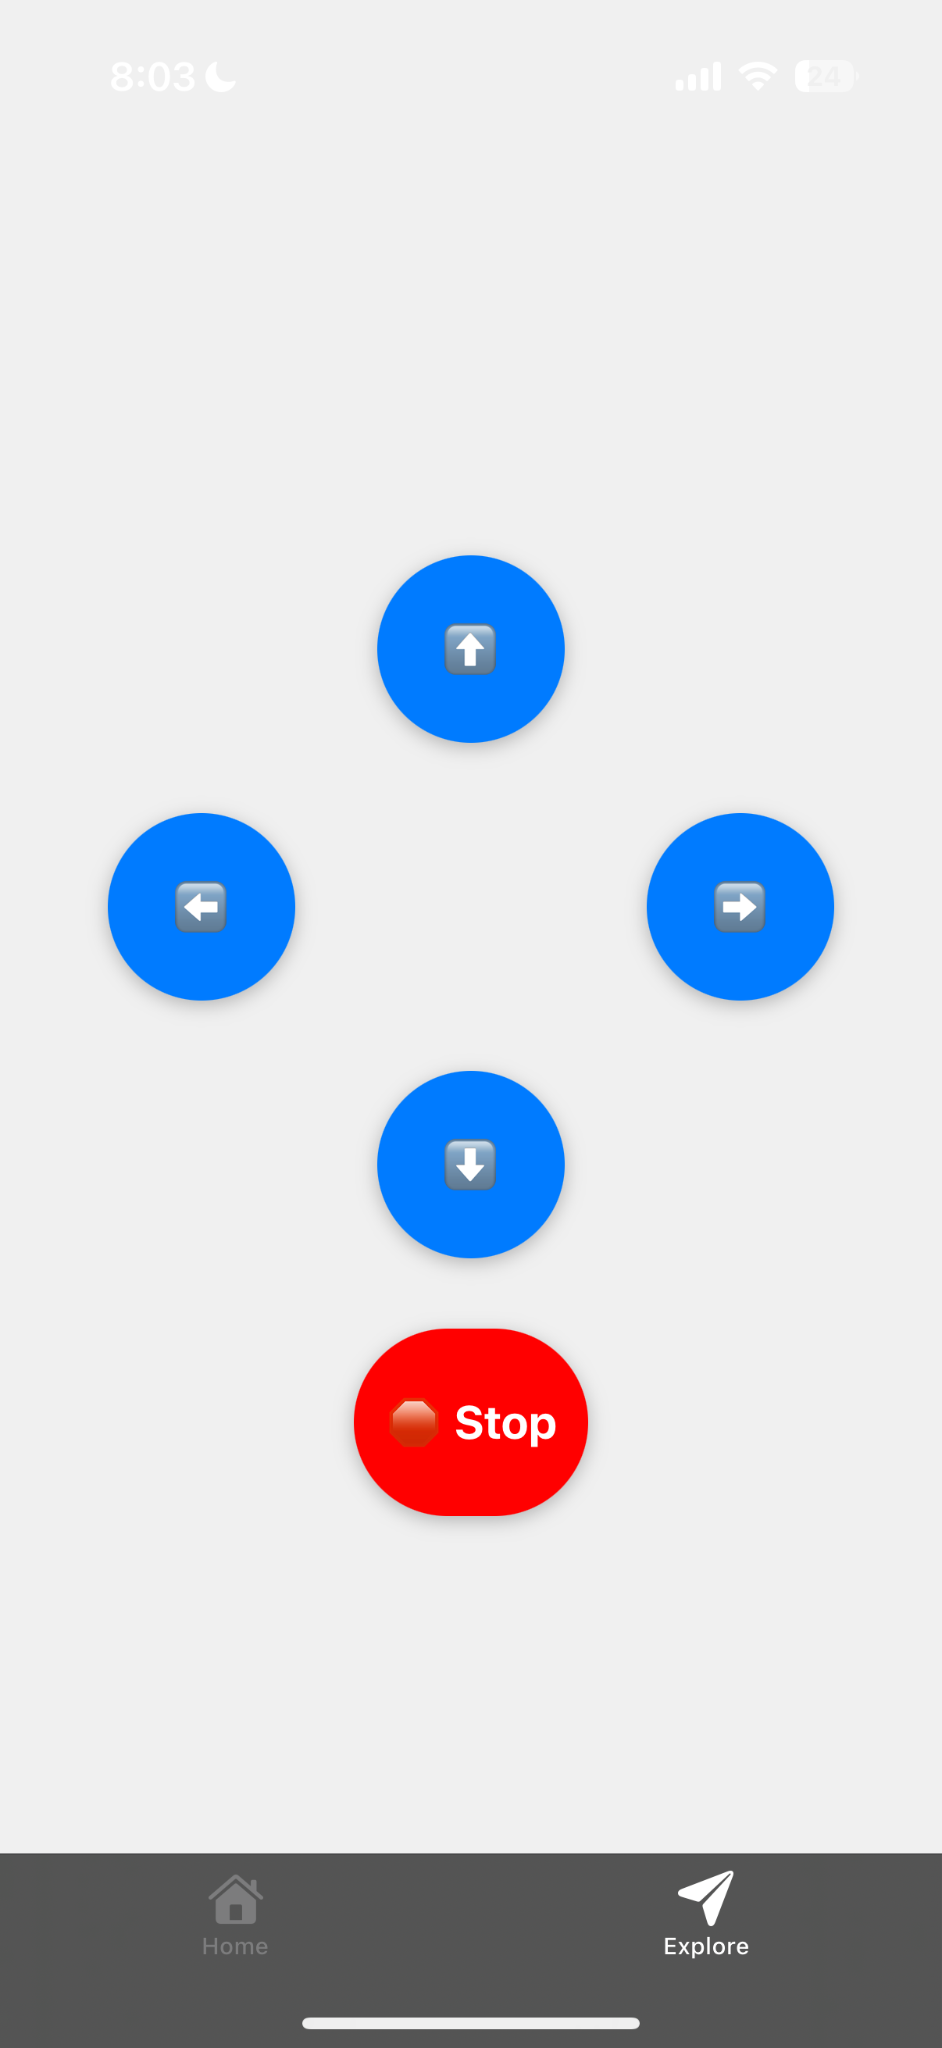 8:03
24
⬆️
⬅️ ➡️
⬇️
🛑 Stop
Home Explore